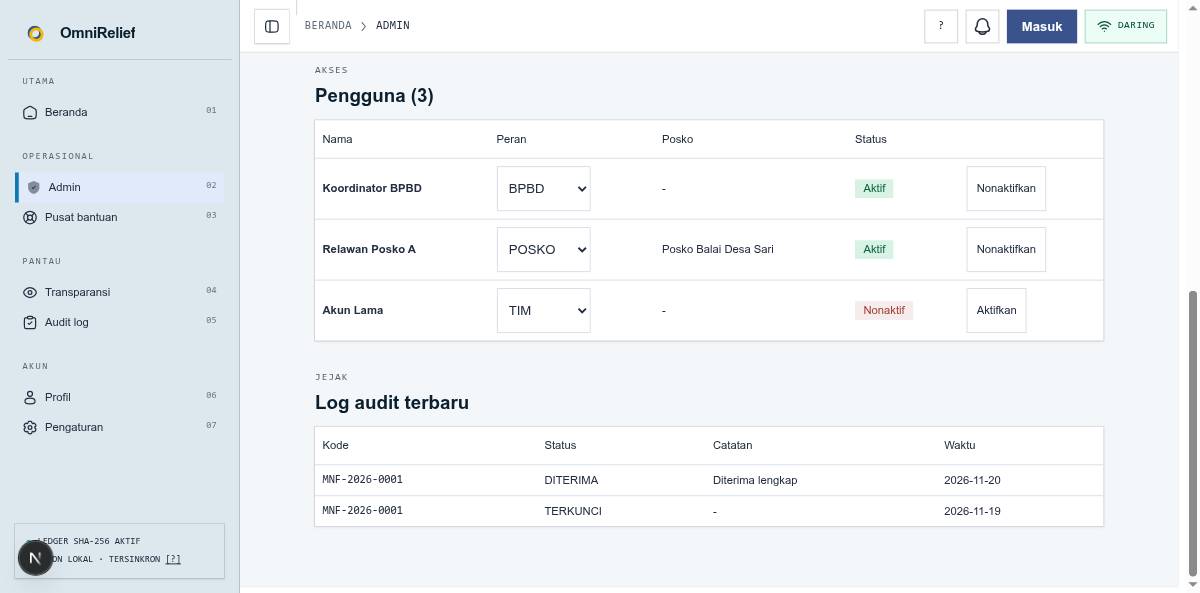 OmniRelief
UTAMA
Beranda 01
OPERASIONAL
Admin 02
Pusat bantuan 03
PANTAU
Transparansi 04
Audit log 05
AKUN
Profil 06
Pengaturan 07
LEDGER SHA-256 AKTIF
LOKAL · TERSINKRON [?]
N
BERANDA > ADMIN
? Masuk DARING
AKSES
Pengguna (3)
Nama Peran Posko Status
Koordinator BPBD BPBD - Aktif Nonaktifkan
Relawan Posko A POSKO Posko Balai Desa Sari Aktif Nonaktifkan
Akun Lama TIM - Nonaktif Aktifkan
JEJAK
Log audit terbaru
Kode Status Catatan Waktu
MNF-2026-0001 DITERIMA Diterima lengkap 2026-11-20
MNF-2026-0001 TERKUNCI - 2026-11-19